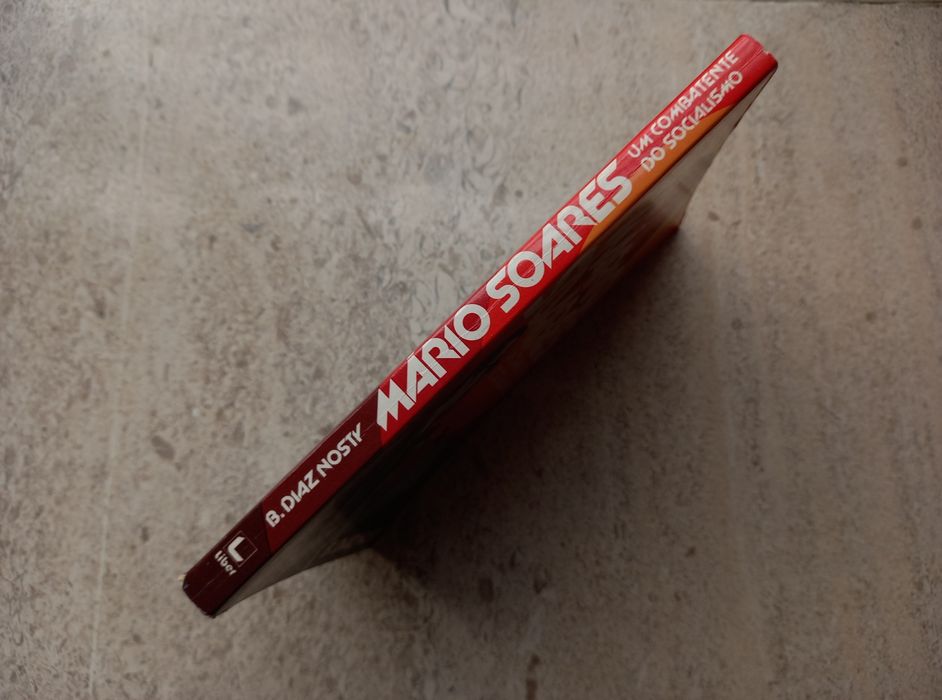 B. DIAZ NOSTY
MARIO SOARES
UM COMBATENTE
DO SOCIALISMO
Liber